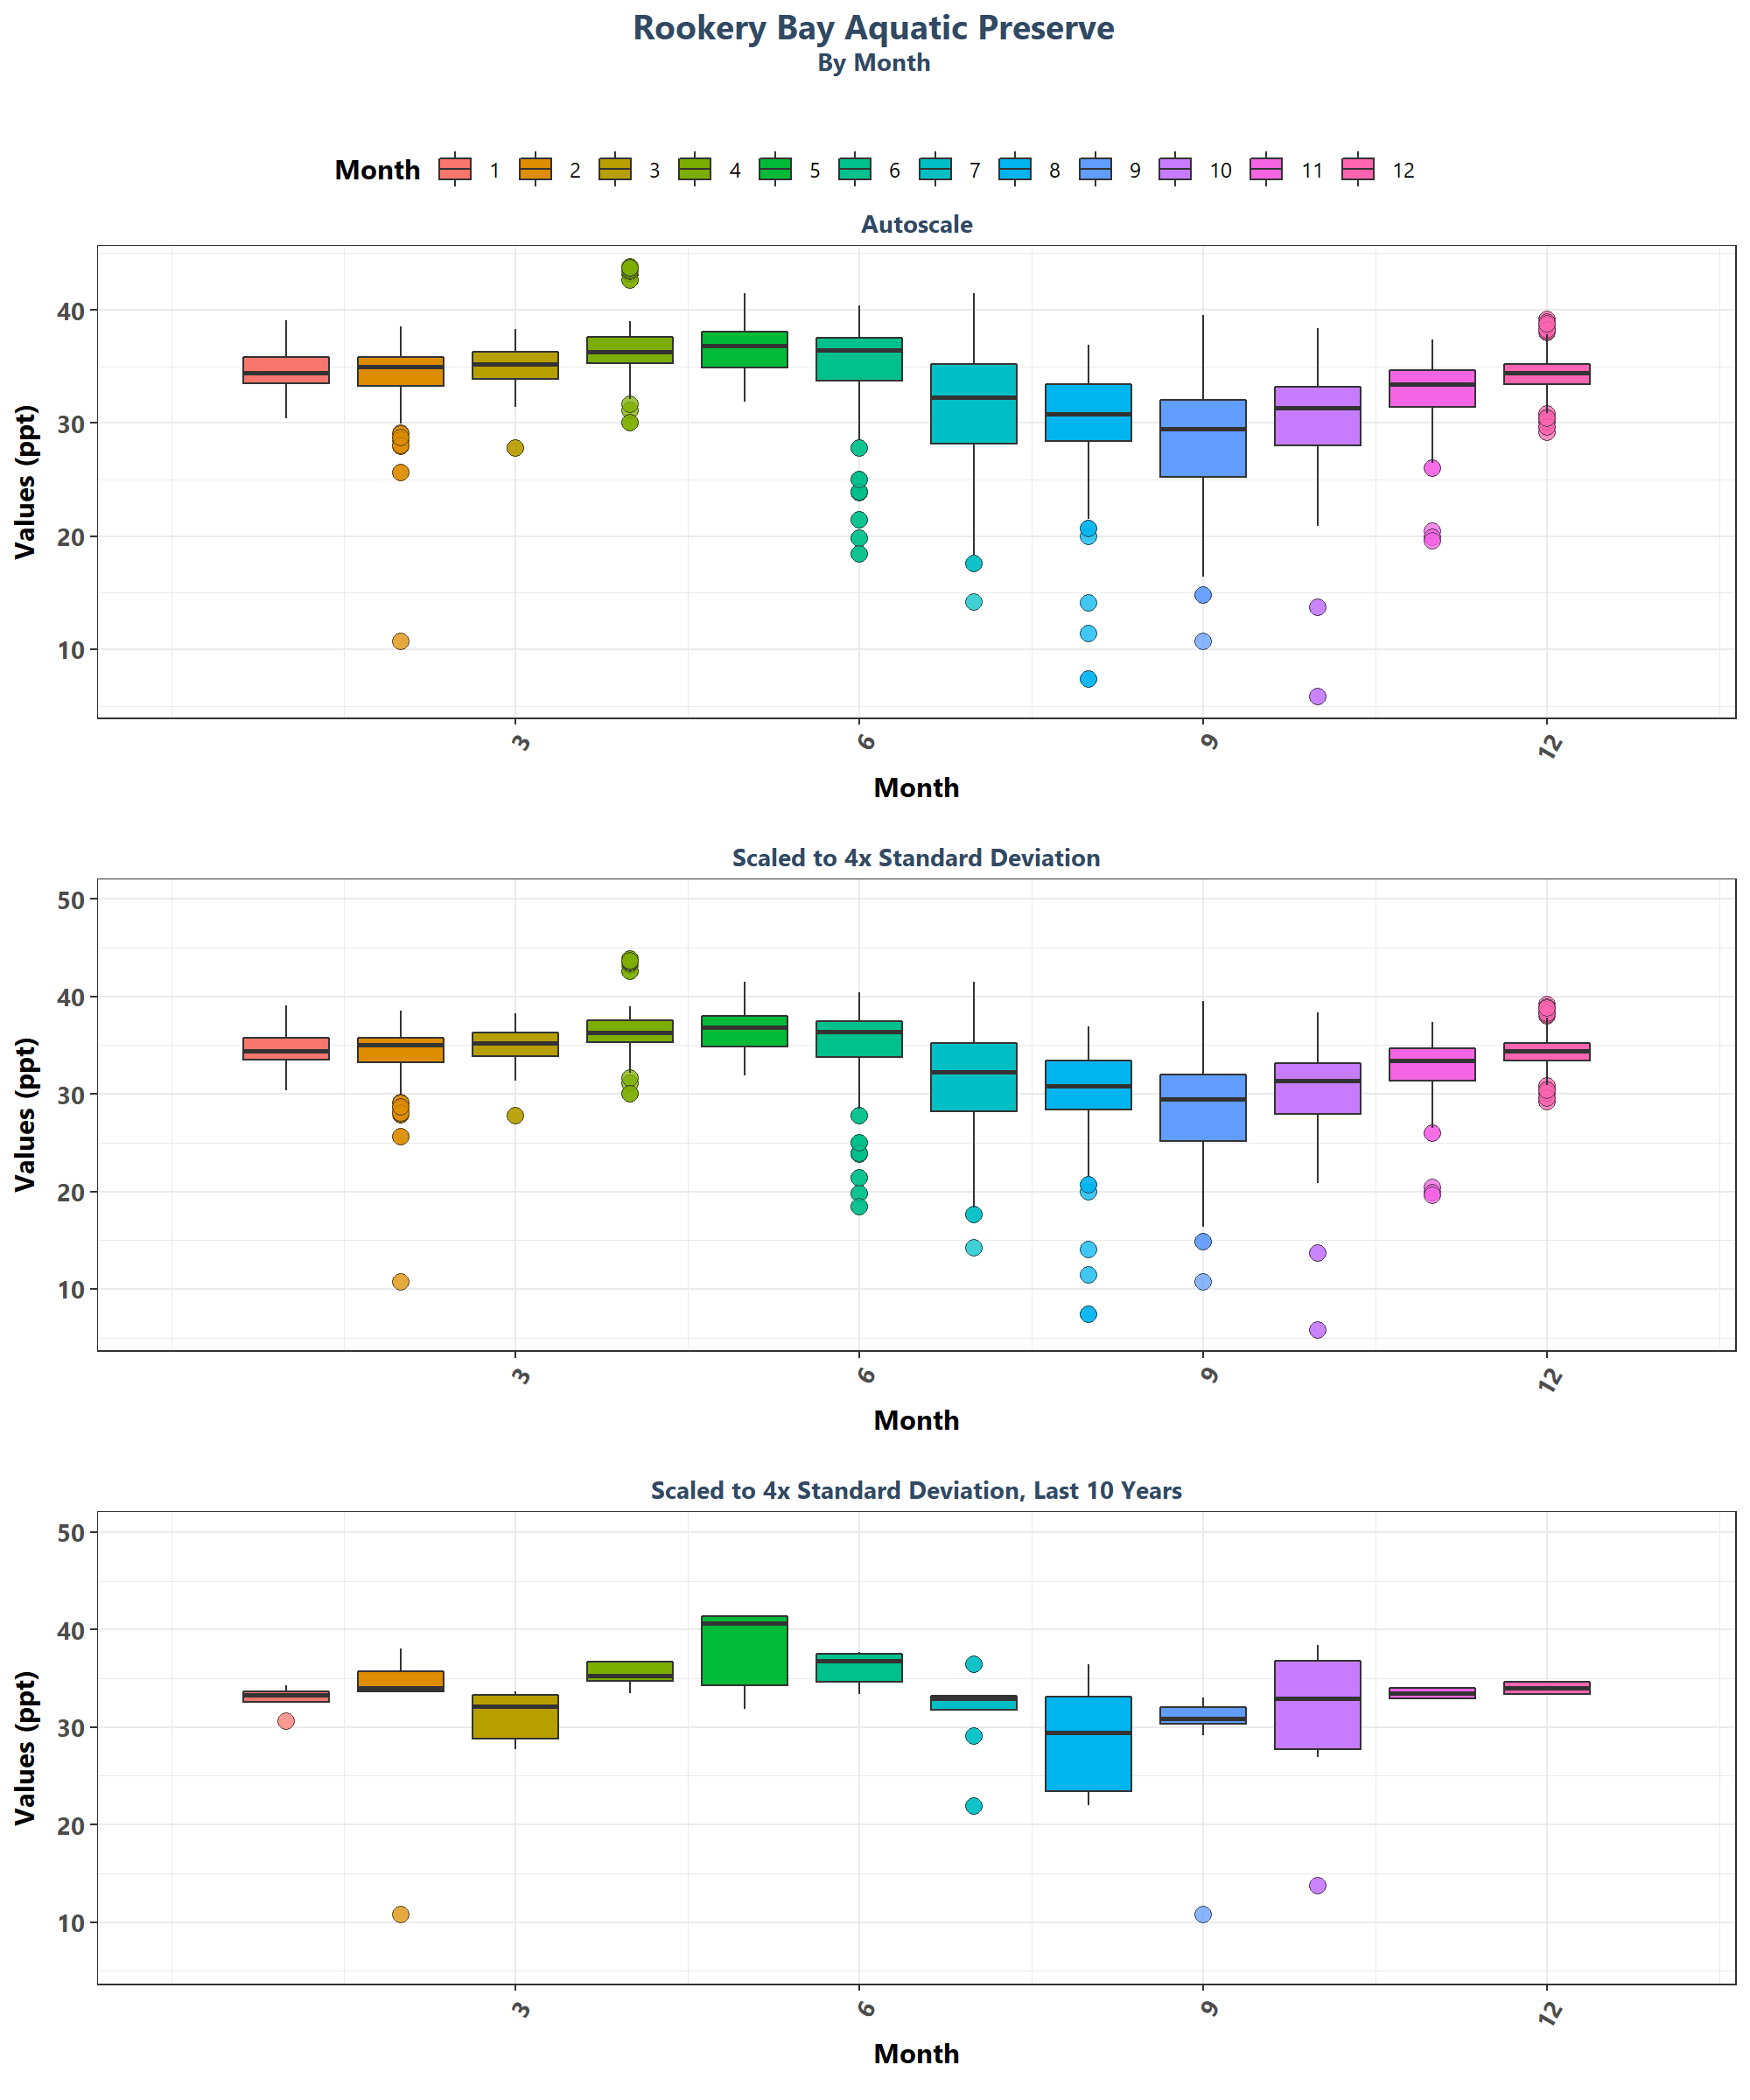 Rookery Bay Aquatic Preserve
By Month
Month 1 2 3 4 5 6 7 8 9 10 11 12
Autoscale
Values (ppt)
40
30
20
10
3 6 9 12
Month
Scaled to 4x Standard Deviation
Values (ppt)
50
40
30
20
10
3 6 9 12
Month
Scaled to 4x Standard Deviation, Last 10 Years
Values (ppt)
50
40
30
20
10
3 6 9 12
Month